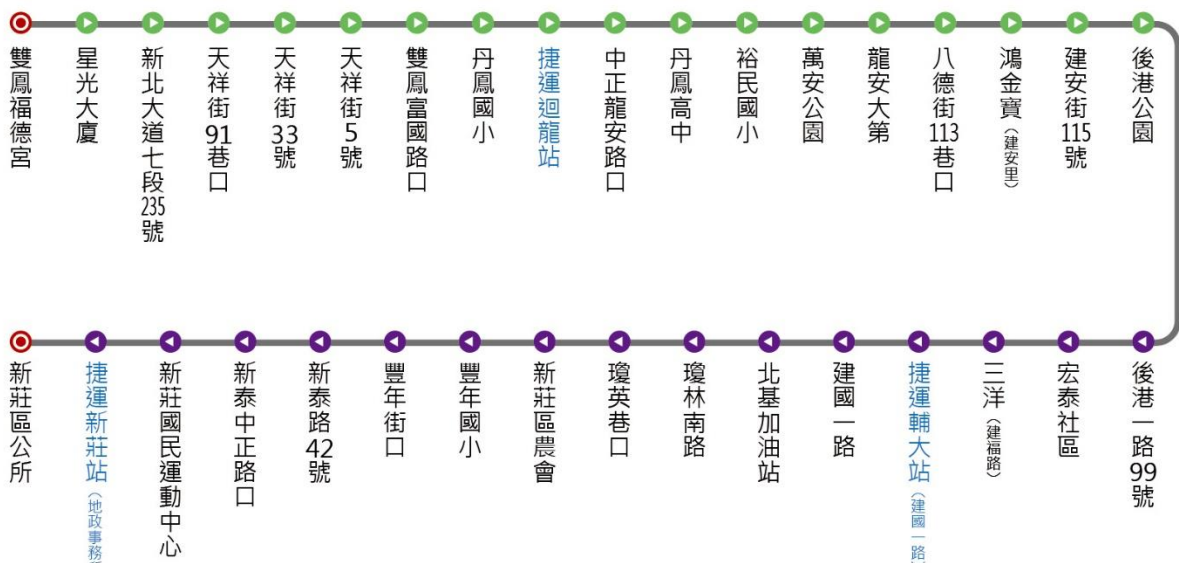 雙鳳福德宮
星光大廈
新北大道七段235號
天祥街91巷口
天祥街33號
天祥街5號
雙鳳富國路口
丹鳳國小
捷運迴龍站
中正龍安路口
丹鳳高中
裕民國小
萬安公園
龍安大第
八德街113巷口
鴻金寶（建安里）
建安街115號
後港公園
後港一路99號
宏泰社區
三洋（建福路）
捷運輔大站（建國一路
建國一路
北基加油站
瓊林南路
瓊英巷口
新莊區農會
豐年國小
豐年街口
新泰路42號
新泰中正路口
新莊國民運動中心
捷運新莊站（地政事務
新莊區公所